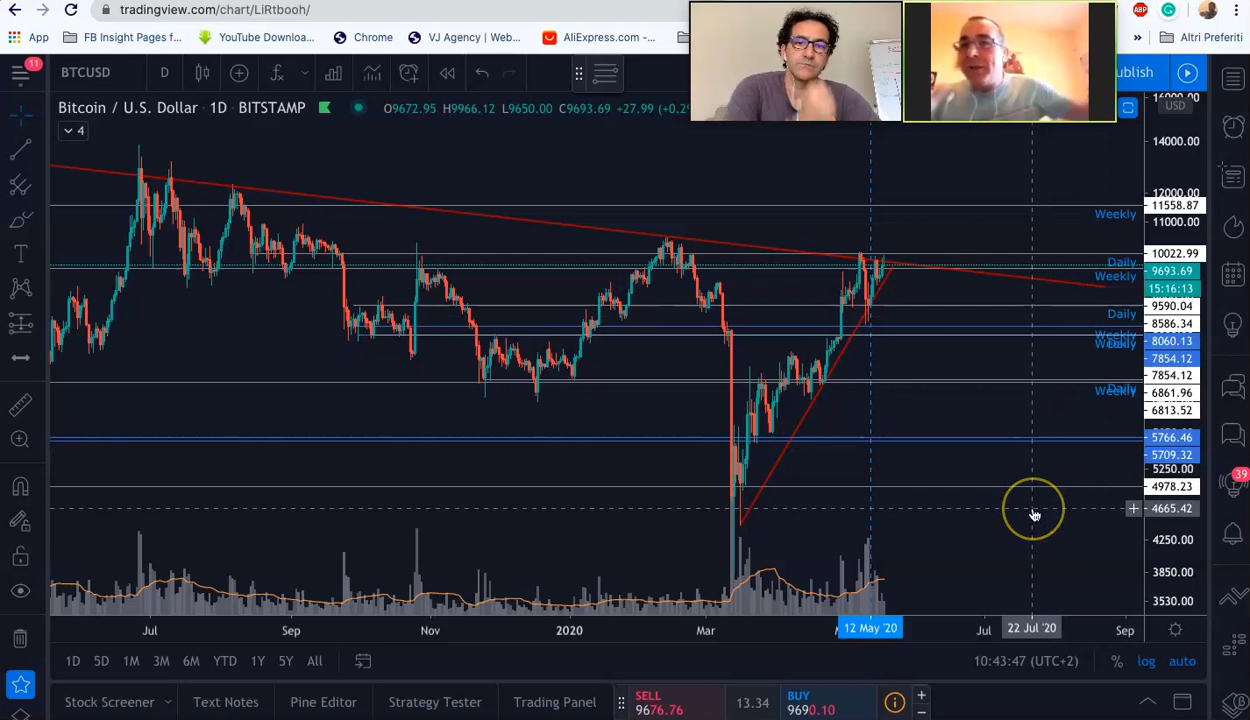 tradingview.com/chart/LiRtbooh/
ABP
App
FB Insight Pages f...
YouTube Downloa...
Chrome
VJ Agency | Web...
AliExpress.com -...
»
Altri Preferiti
11
BTCUSD
D
ublish
Bitcoin / U.S. Dollar · 1D · BITSTAMP
O9672.95 H9966.12 L9650.00 C9693.69 +27.99 (+0.2
USD
4
16000.00
14000.00
12000.00
11558.87
Weekly
11000.00
10022.99
Daily
9693.69
Weekly
15:16:13
9590.04
Daily
8586.34
Weekly
8060.13
7854.12
7854.12
Daily
Weekly
6861.96
6813.52
5766.46
5709.32
5250.00
39
4978.23
4665.42
4250.00
3850.00
3530.00
Jul
Sep
Nov
2020
Mar
12 May '20
Jul
22 Jul '20
Sep
1D
5D
1M
3M
6M
YTD
1Y
5Y
All
10:43:47 (UTC+2)
%
log
auto
Stock Screener
Text Notes
Pine Editor
Strategy Tester
Trading Panel
SELL
9676.76
13.34
BUY
9690.10